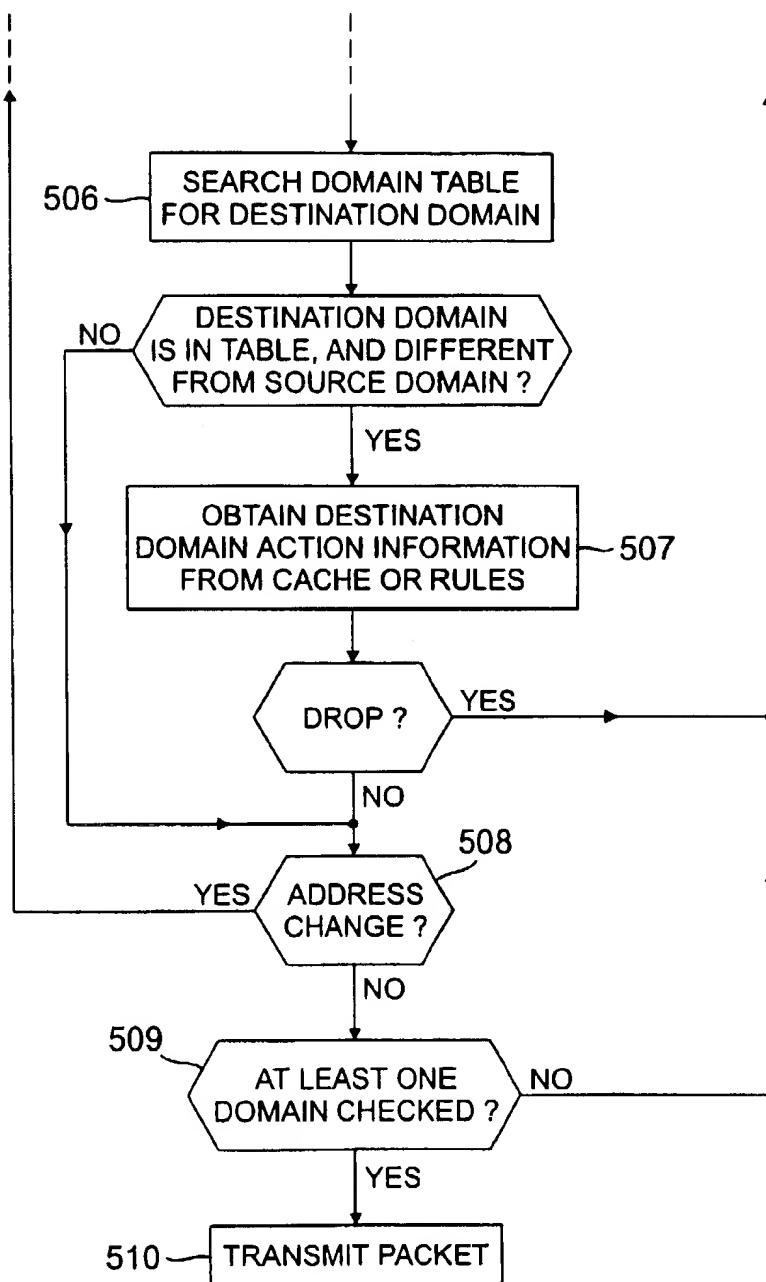 506
SEARCH DOMAIN TABLE
FOR DESTINATION DOMAIN
NO
DESTINATION DOMAIN
IS IN TABLE, AND DIFFERENT
FROM SOURCE DOMAIN ?
YES
OBTAIN DESTINATION
DOMAIN ACTION INFORMATION
FROM CACHE OR RULES
507
DROP ?
YES
NO
508
YES
ADDRESS
CHANGE ?
NO
509
AT LEAST ONE
DOMAIN CHECKED ?
NO
YES
510
TRANSMIT PACKET